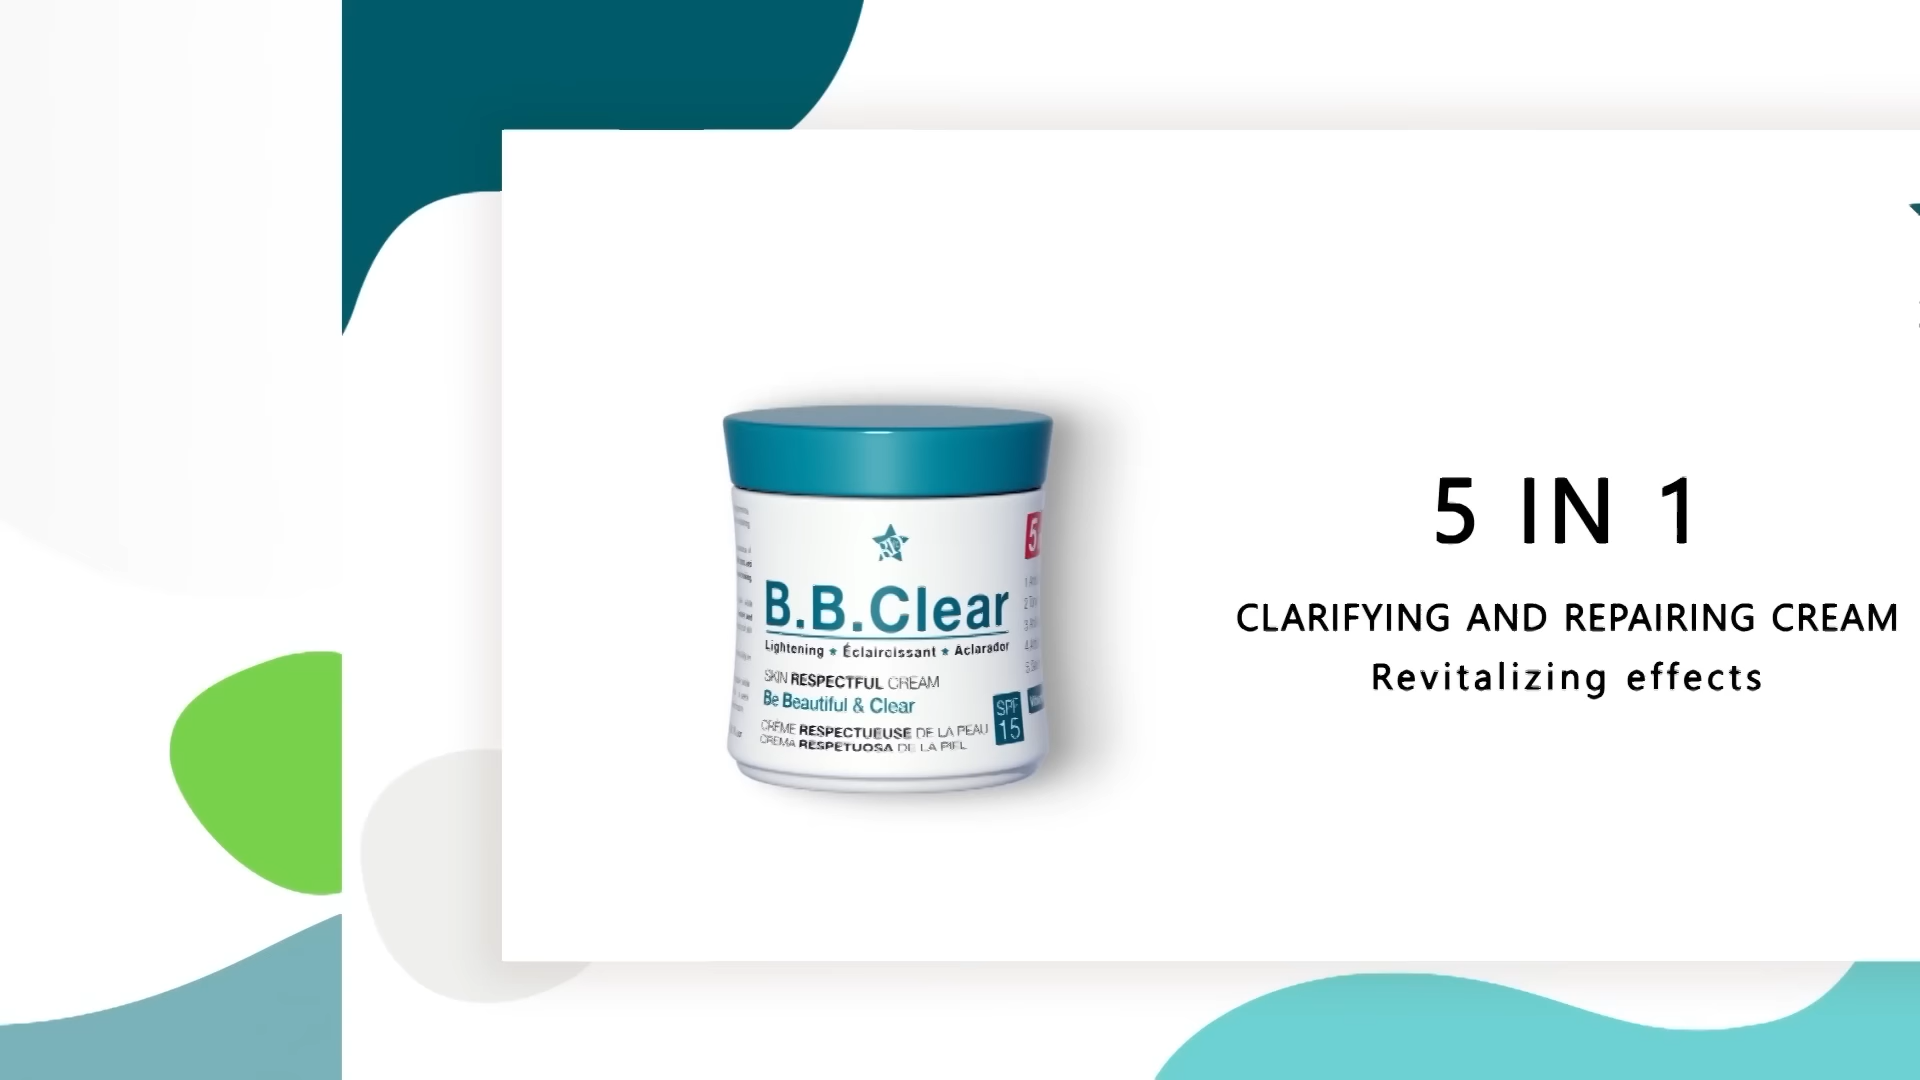 5 IN 1
CLARIFYING AND REPAIRING CREAM
Revitalizing effects
B.B.Clear
Lightening ★ Éclaircissant ★ Aclarador
SKIN RESPECTFUL CREAM
Be Beautiful & Clear
CRÈME RESPECTUEUSE DE LA PEAU
CREMA RESPETUOSA DE LA PIEL
SPF
15
5